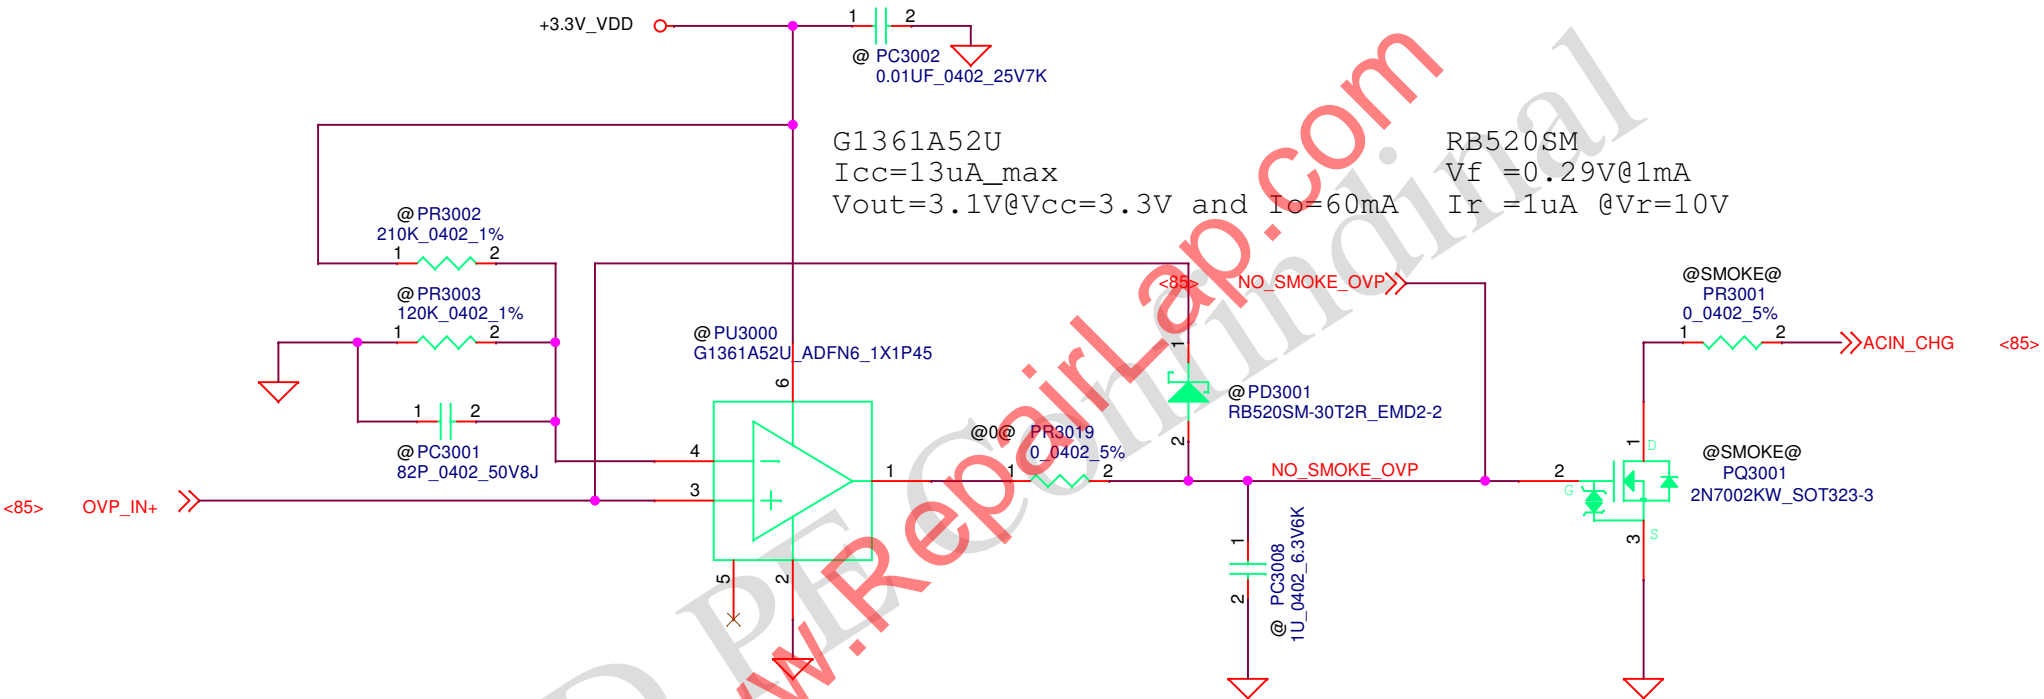 +3.3V_VDD
1
2
@ PC3002
0.01UF_0402_25V7K
G1361A52U
Icc=13uA_max
Vout=3.1V@Vcc=3.3V and Io=60mA
RB520SM
Vf =0.29V@1mA
Ir =1uA @Vr=10V
@PR3002
210K_0402_1%
1
2
@PR3003
120K_0402_1%
1
2
1
2
@PC3001
82P_0402_50V8J
@PU3000
G1361A52U_ADFN6_1X1P45
6
4
3
1
5
2
<85> OVP_IN+
@0@ PR3019
0_0402_5%
1
2
<85> NO_SMOKE_OVP
1
2
@PD3001
RB520SM-30T2R_EMD2-2
NO_SMOKE_OVP
1
2
@ PC3008
1U_0402_6.3V6K
@SMOKE@
PR3001
0_0402_5%
1
2
ACIN_CHG <85>
@SMOKE@
PQ3001
2N7002KW_SOT323-3
1
D
2
G
3
S
w.RepairLap.com
D PE Confindinal